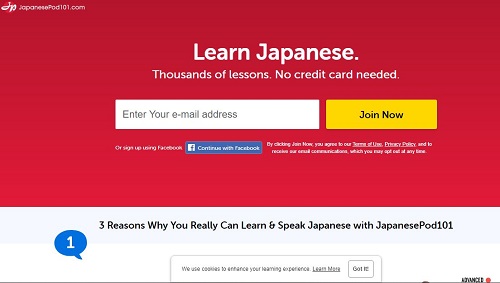 JapanesePod101.com
Learn Japanese.
Thousands of lessons. No credit card needed.
Enter Your e-mail address
Join Now
Or sign up using Facebook
f Continue with Facebook
By clicking Join Now, you agree to our Terms of Use, Privacy Policy, and to
receive our email communications, which you may opt out at any time.
3 Reasons Why You Really Can Learn & Speak Japanese with JapanesePod101
1
We use cookies to enhance your learning experience. Learn More
Got it!
ADVANCED